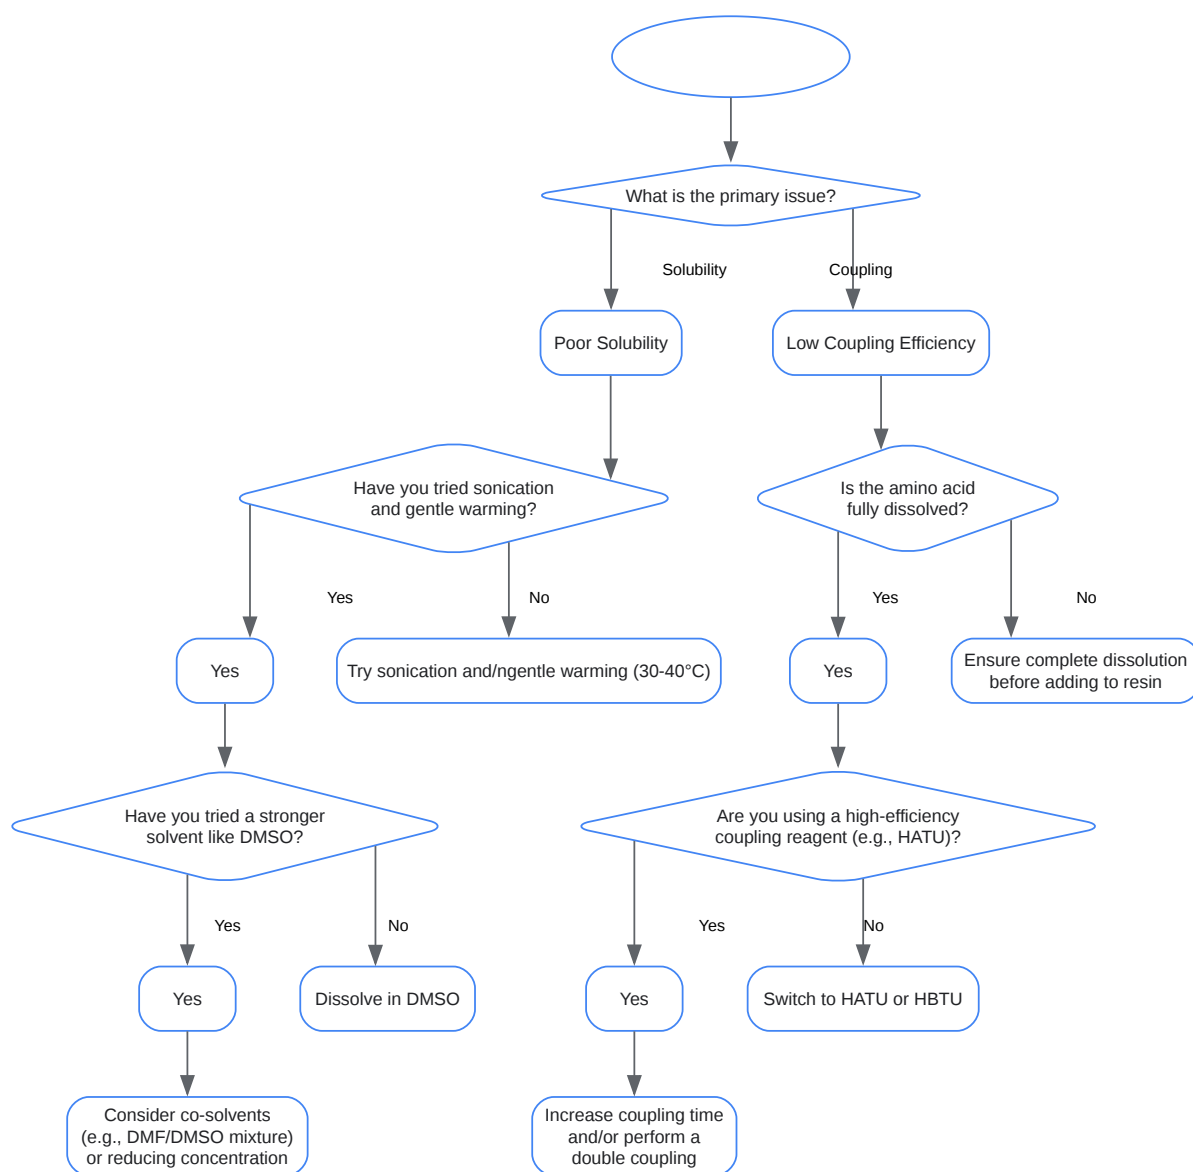 What is the primary issue?
Solubility
Coupling
Poor Solubility
Low Coupling Efficiency
Have you tried sonication
and gentle warming?
Is the amino acid
fully dissolved?
Yes
No
Yes
No
Yes
Try sonication and/ngentle warming (30-40°C)
Yes
Ensure complete dissolution
before adding to resin
Have you tried a stronger
solvent like DMSO?
Are you using a high-efficiency
coupling reagent (e.g., HATU)?
Yes
No
Yes
No
Yes
Dissolve in DMSO
Yes
Switch to HATU or HBTU
Consider co-solvents
(e.g., DMF/DMSO mixture)
or reducing concentration
Increase coupling time
and/or perform a
double coupling